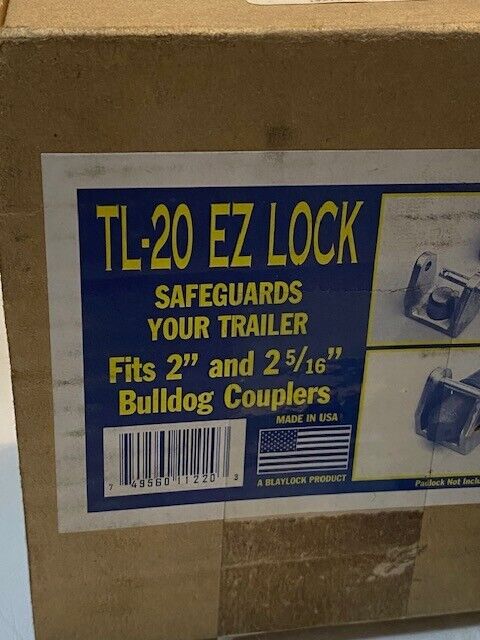 TL-20 EZ LOCK
SAFEGUARDS
YOUR TRAILER
Fits 2” and 2 5/16”
Bulldog Couplers
MADE IN USA
A BLAYLOCK PRODUCT
7 49560 11220 3
Padlock Not